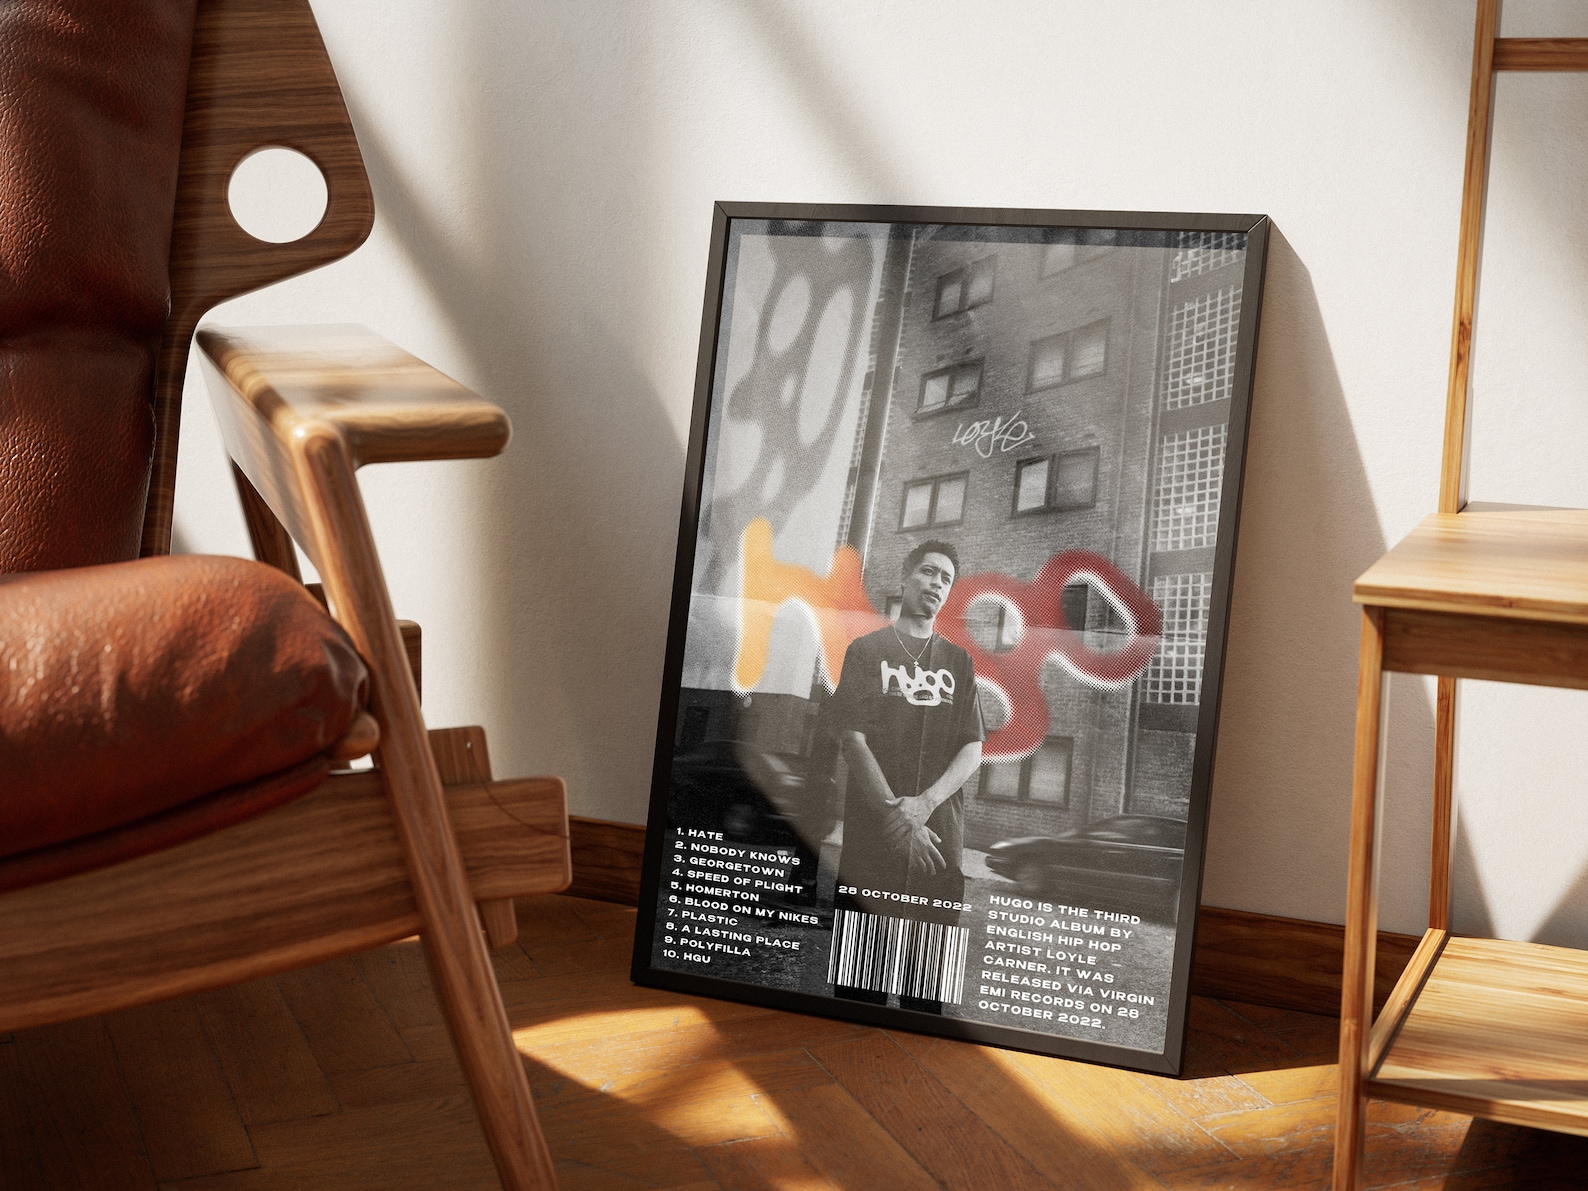 Loyle
hugo
hugo
1. HATE
2. NOBODY KNOWS
3. GEORGETOWN
4. SPEED OF PLIGHT
5. HOMERTON
6. BLOOD ON MY NIKES
7. PLASTIC
8. A LASTING PLACE
9. POLYFILLA
10. HGU
28 OCTOBER 2022
HUGO IS THE THIRD
STUDIO ALBUM BY
ENGLISH HIP HOP
ARTIST LOYLE
CARNER. IT WAS
RELEASED VIA VIRGIN
EMI RECORDS ON 28
OCTOBER 2022.